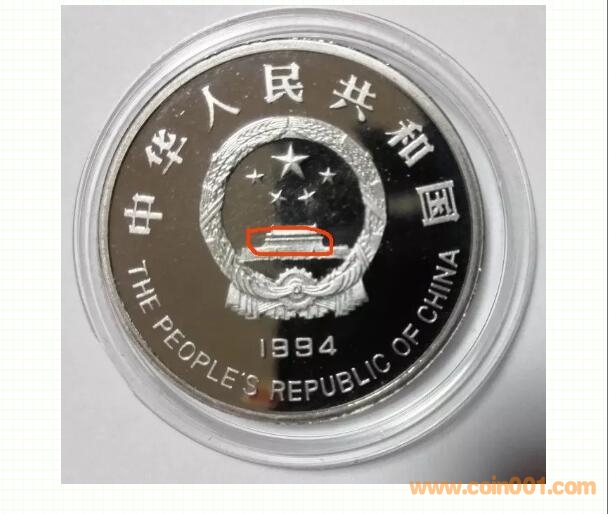 中华人民共和国
1994
THE PEOPLE'S REPUBLIC OF CHINA
www.coin001.com